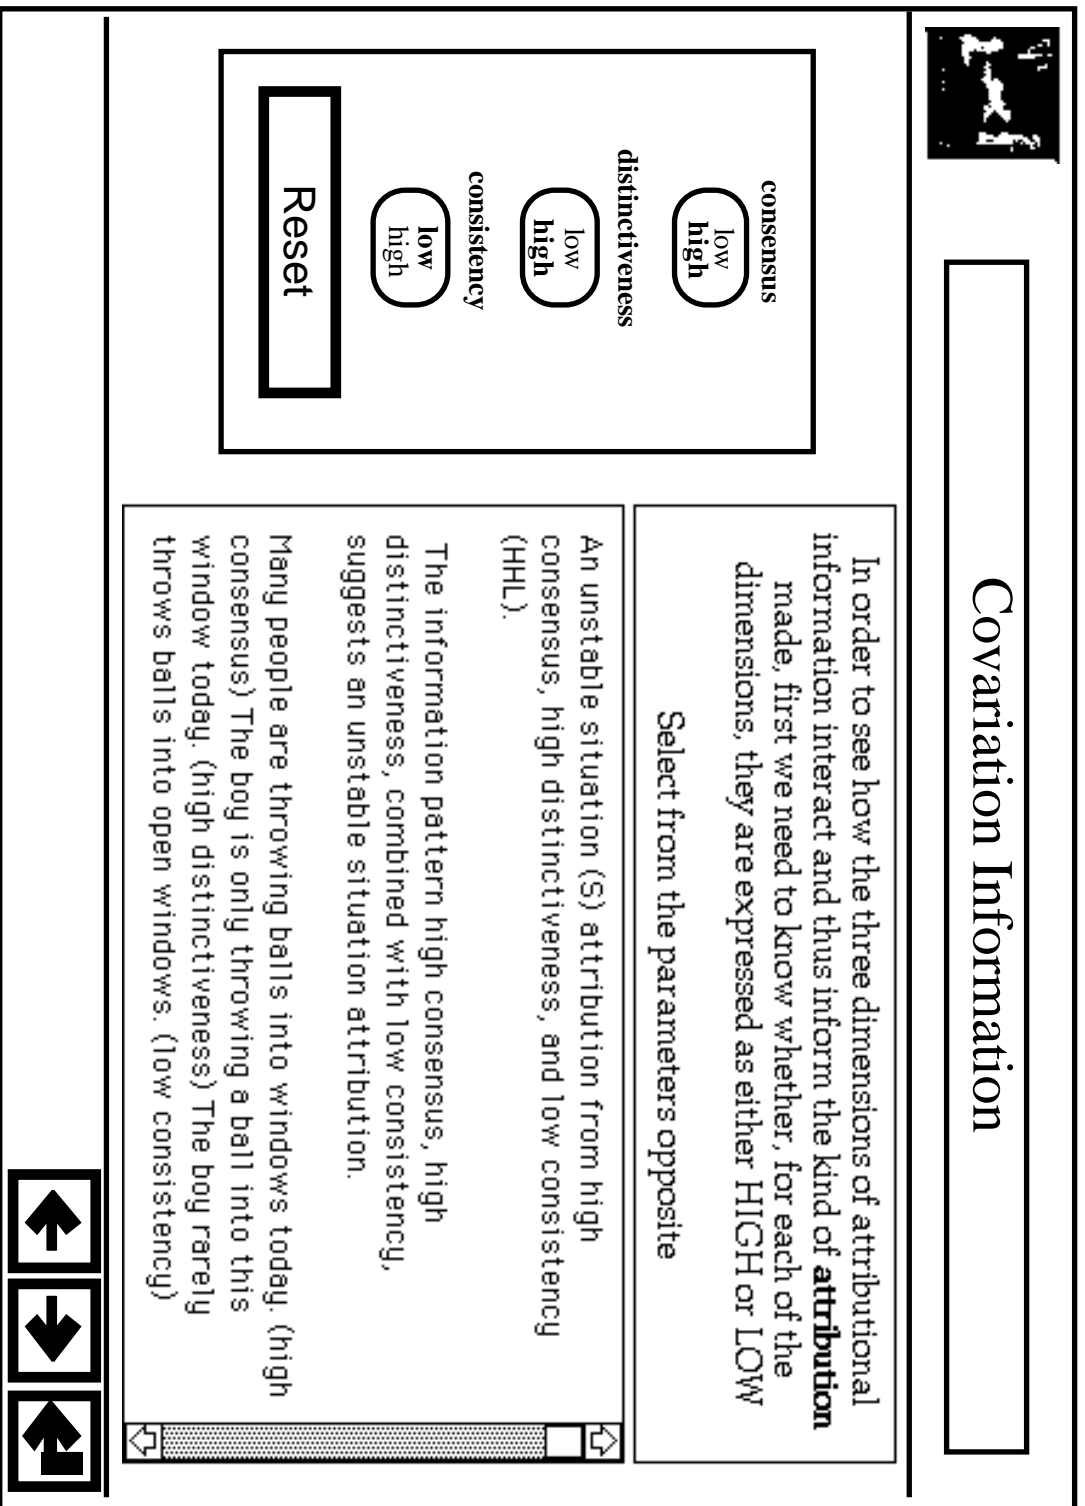 Covariation Information
consensus
low
high
distinctiveness
low
high
consistency
low
high
Reset
In order to see how the three dimensions of attributional
information interact and thus inform the kind of attribution
made, first we need to know whether, for each of the
dimensions, they are expressed as either HIGH or LOW
Select from the parameters opposite
An unstable situation (S) attribution from high
consensus, high distinctiveness, and low consistency
(HHL).
The information pattern high consensus, high
distinctiveness, combined with low consistency,
suggests an unstable situation attribution.
Many people are throwing balls into windows today. (high
consensus) The boy is only throwing a ball into this
window today. (high distinctiveness) The boy rarely
throws balls into open windows. (low consistency)